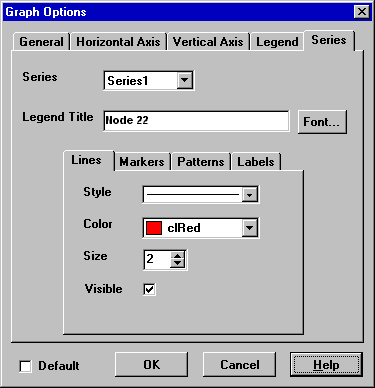 Graph Options
General Horizontal Axis Vertical Axis Legend Series
Series Series1
Legend Title Node 22 Font...
Lines Markers Patterns Labels
Style
Color clRed
Size 2
Visible
Default OK Cancel Help